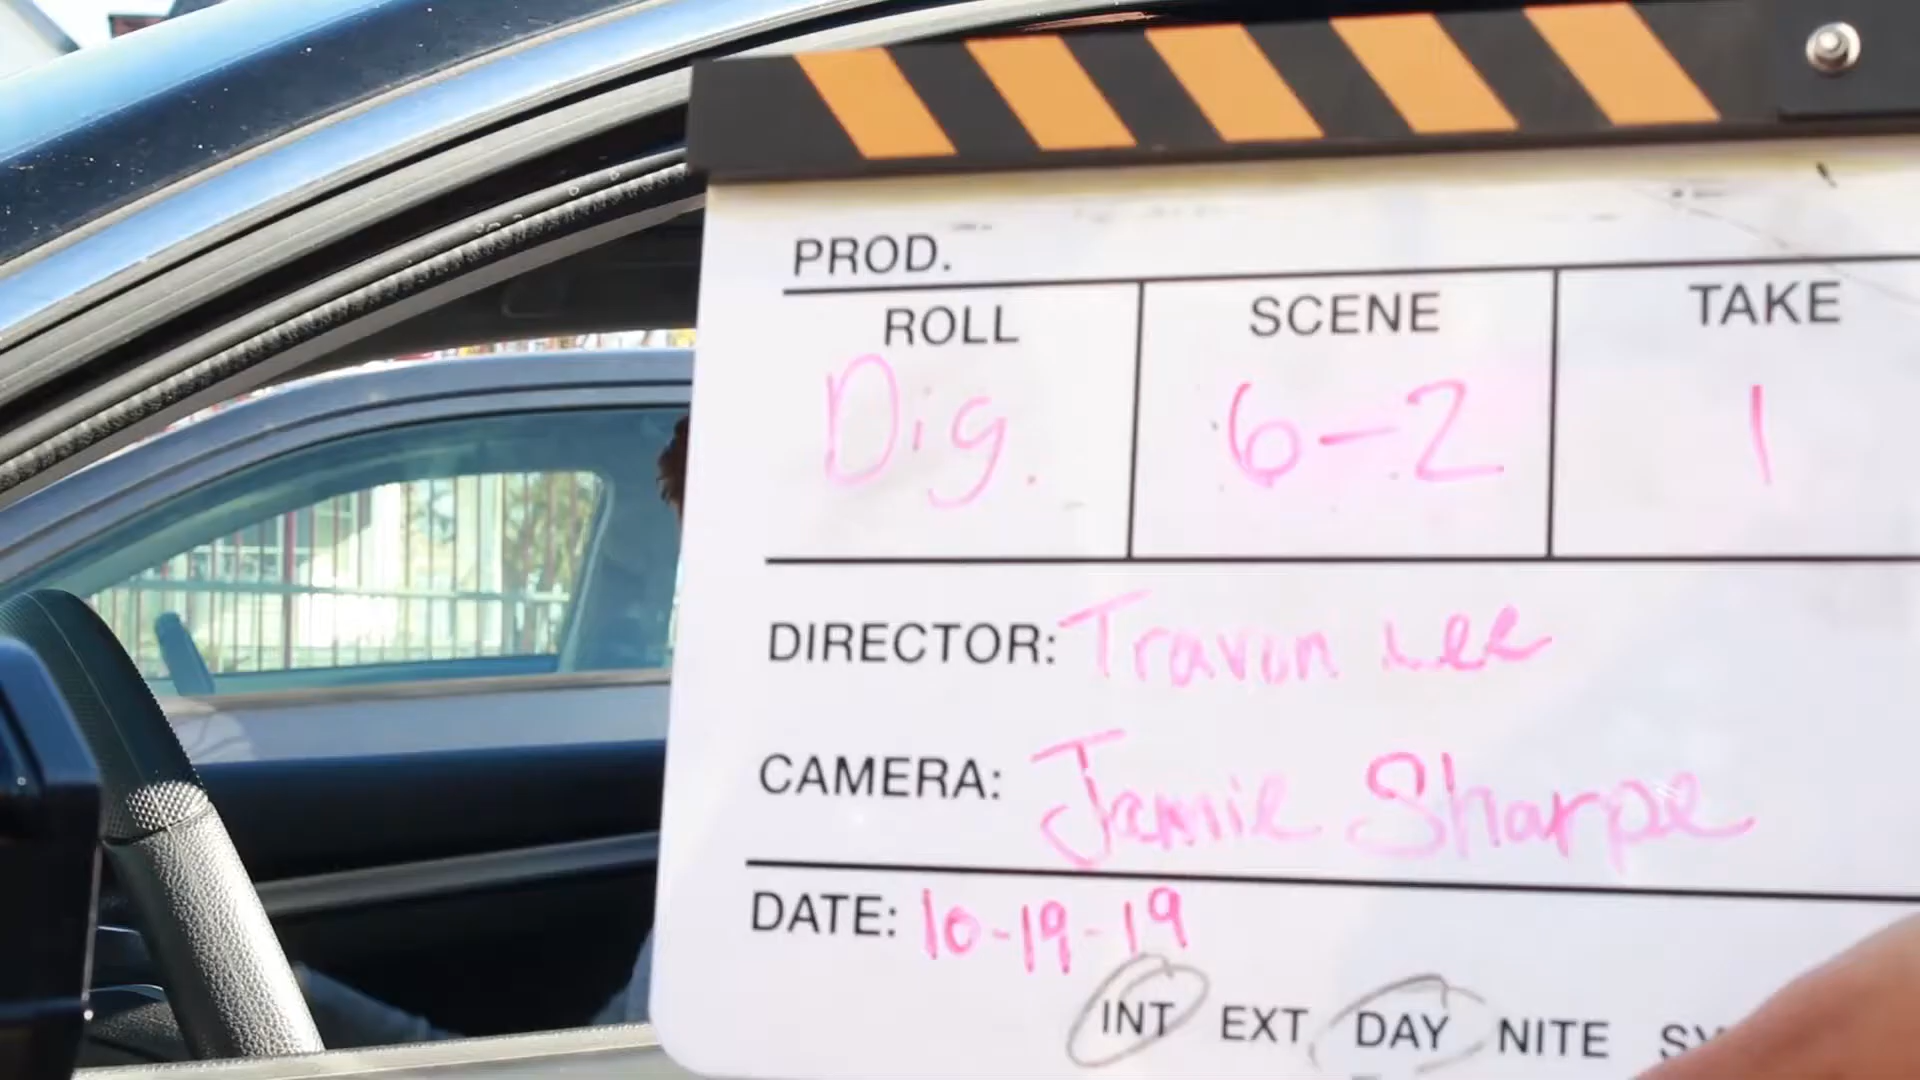 PROD.
ROLL SCENE TAKE
Dig. 6-2 1
DIRECTOR: Travon Lee
CAMERA: Jamie Sharpe
DATE: 10-19-19
INT EXT DAY NITE